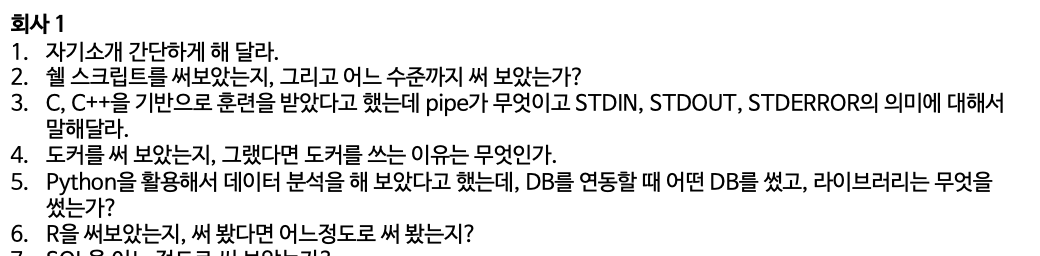 회사 1
1. 자기소개 간단하게 해 달라.
2. 쉘 스크립트를 써보았는지, 그리고 어느 수준까지 써 보았는가?
3. C, C++을 기반으로 훈련을 받았다고 했는데 pipe가 무엇이고 STDIN, STDOUT, STDERROR의 의미에 대해서
말해달라.
4. 도커를 써 보았는지, 그랬다면 도커를 쓰는 이유는 무엇인가.
5. Python을 활용해서 데이터 분석을 해 보았다고 했는데, DB를 연동할 때 어떤 DB를 썼고, 라이브러리는 무엇을
썼는가?
6. R을 써보았는지, 써 봤다면 어느정도로 써 봤는지?